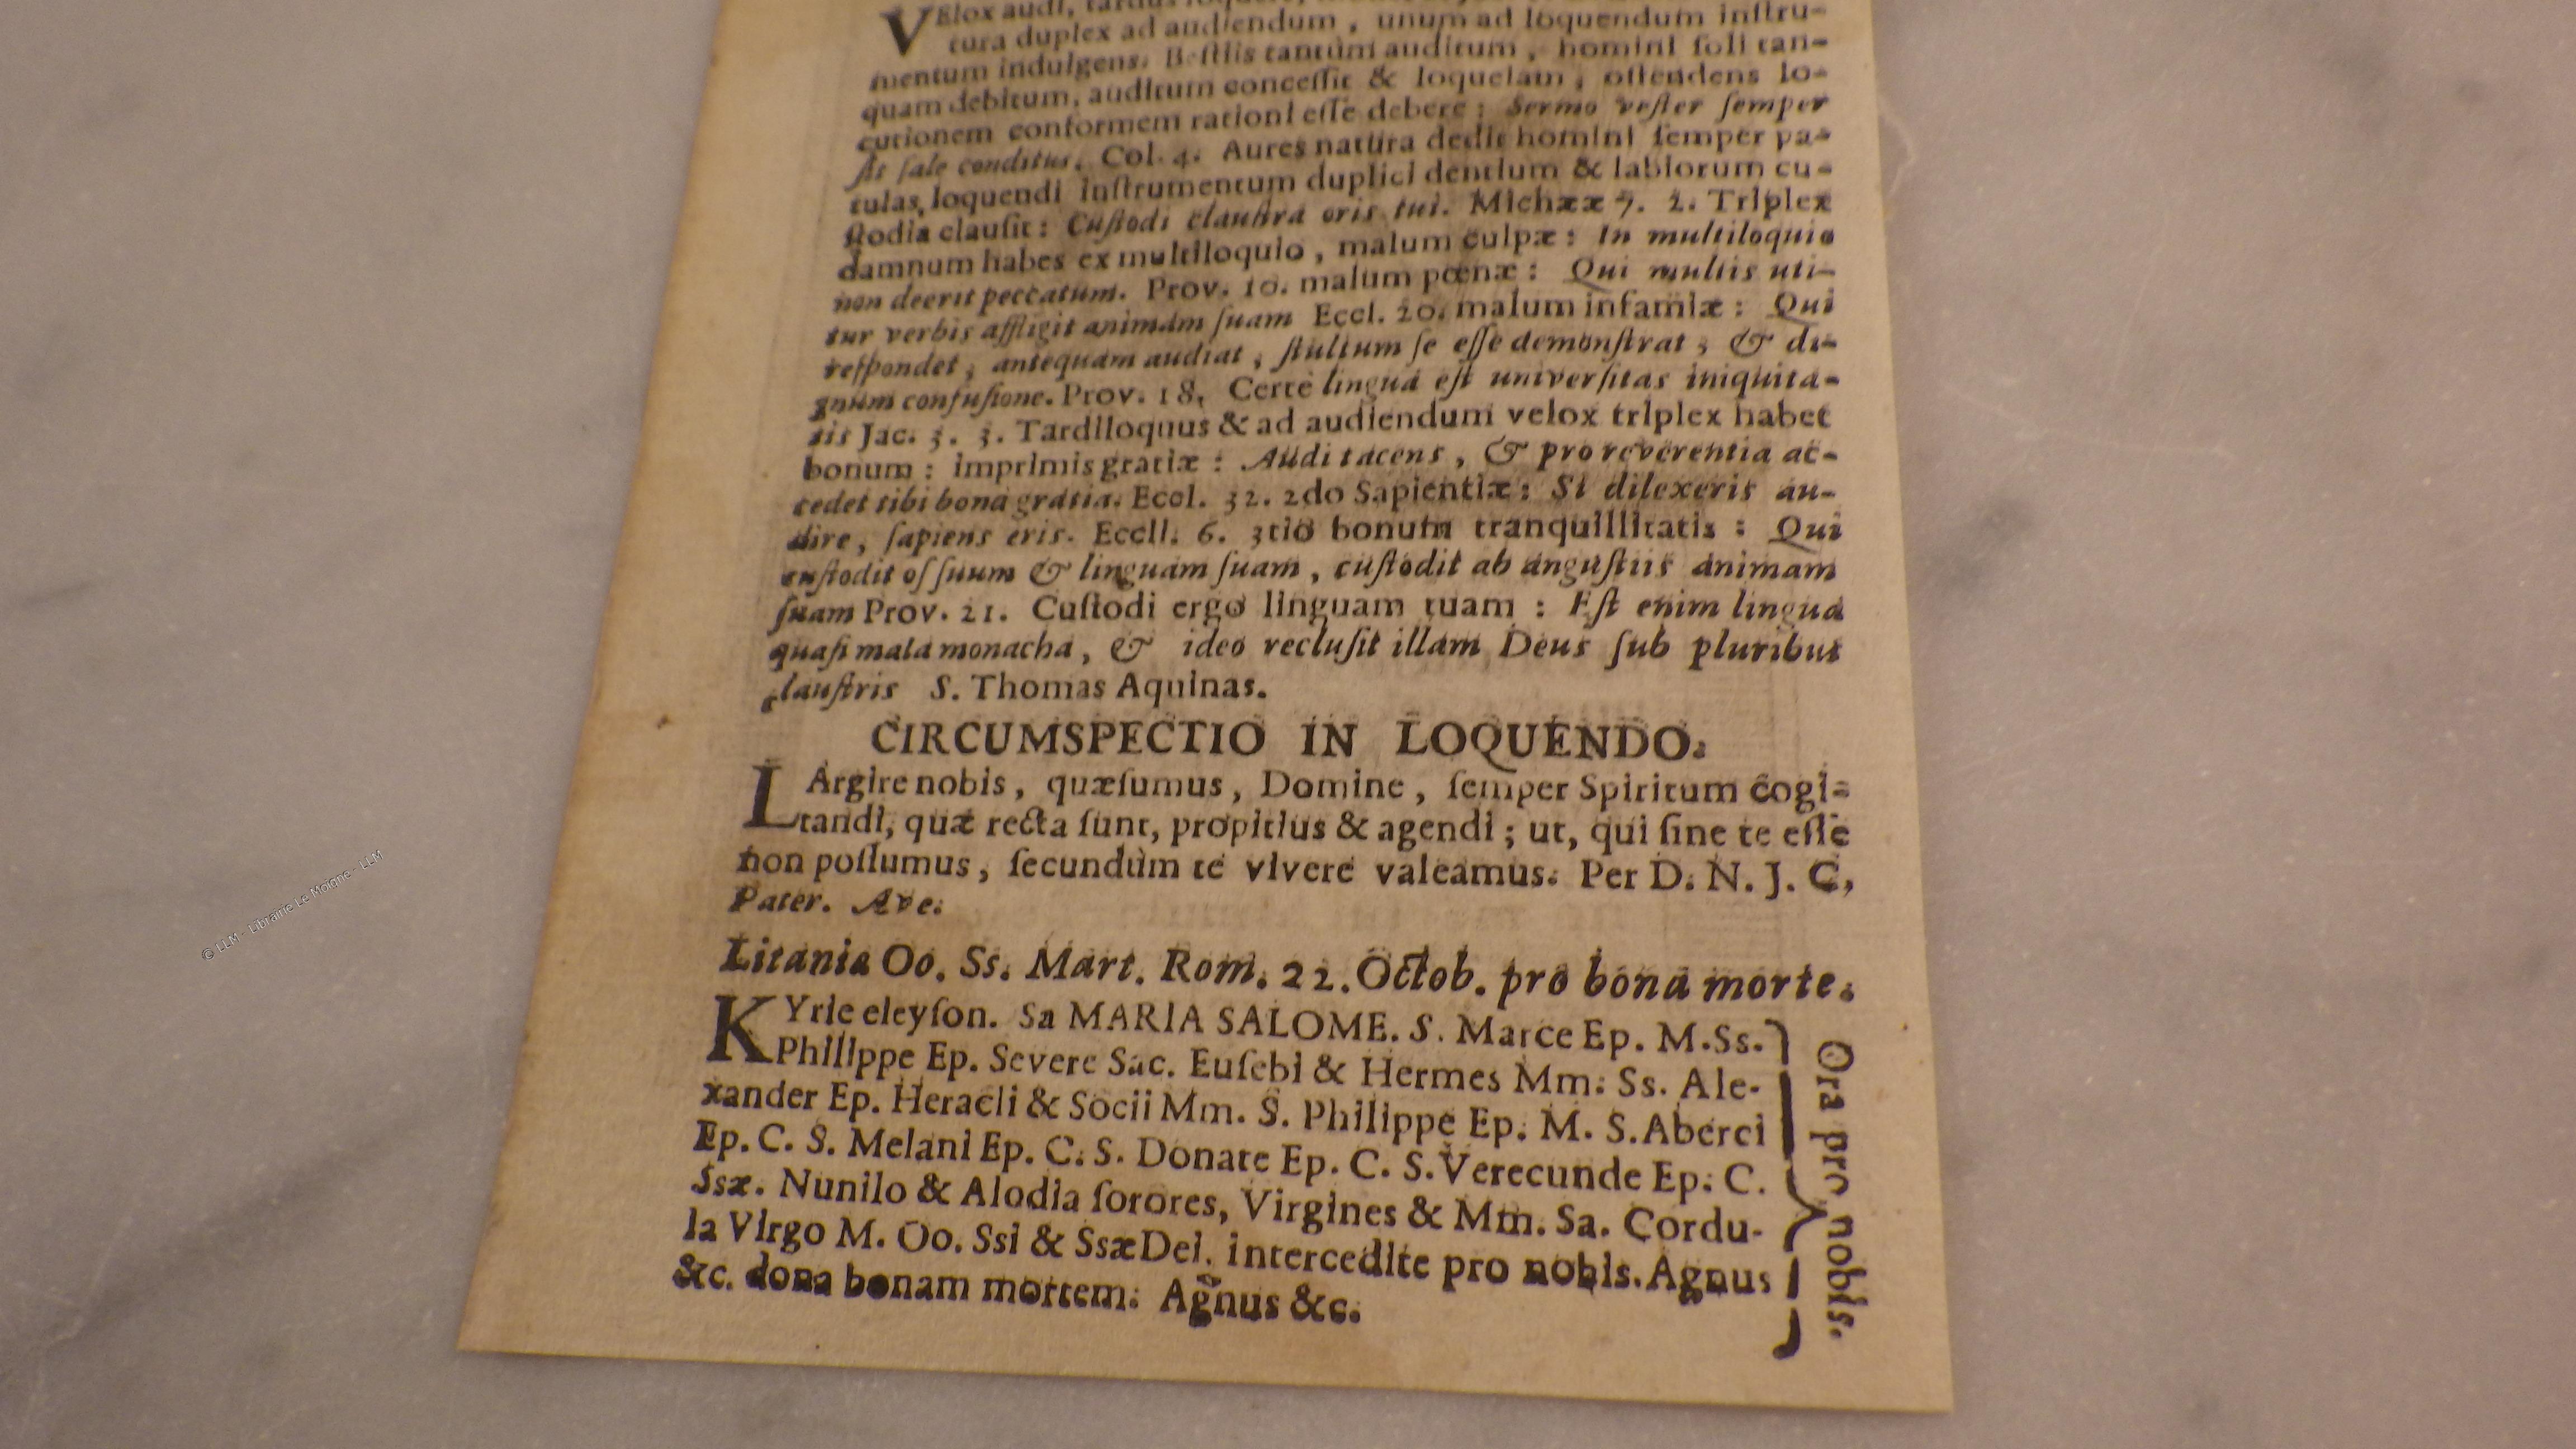 VElox audi, tardus
tura duplex ad audiendum, unum ad loquendum inſtru-
mentum indulgens. Beſtiis tantùm auditum, homini ſoli tan-
quam debitum, auditum conceſſit & loquelam, oſtendens lo-
cutionem conformem rationi eſſe debere: Sermo veſter ſemper
ſit ſale conditus. Col. 4. Aures natura dedit homini ſemper pa-
tulas, loquendi inſtrumentum duplici dentium & labiorum cu-
ſtodia clauſit: Cuſtodi clauſtra oris tui. Michææ 7. 2. Triplex
damnum habes ex multiloquio, malum culpæ: In multiloquio
non deerit peccatum. Prov. 10. malum pœnæ: Qui multis uti-
tur verbis affligit animam ſuam Eccl. 20. malum infamiæ: Qui
reſpondet, antequam audiat, ſtultum ſe eſſe demonſtrat, & di-
gnum confuſione. Prov. 18. Certè lingua eſt univerſitas iniquita-
tis Jac. 3. 3. Tardiloquus & ad audiendum velox triplex habet
bonum: imprimis gratiæ: Audi tacens, & pro reverentia ac-
cedet tibi bona gratia. Eccl. 32. 2do Sapientiæ: Si dilexeris au-
dire, ſapiens eris. Eccll. 6. 3tiò bonum tranquillitatis: Qui
cuſtodit os ſuum & linguam ſuam, cuſtodit ab anguſtiis animam
ſuam Prov. 21. Cuſtodi ergo linguam tuam: Eſt enim lingua
quaſi mala monacha, & ideo recluſit illam Deus ſub pluribus
clauſtris S. Thomas Aquinas.
CIRCUMSPECTIO IN LOQUENDO.
LArgire nobis, quæſumus, Domine, ſemper Spiritum cogi-
tandi, quæ recta ſunt, propitius & agendi; ut, qui ſine te eſſe
non poſſumus, ſecundùm te vivere valeamus. Per D. N. J. C,
Pater. Ave.
Litania Oo. Ss. Mart. Rom. 22. Octob. pro bona morte.
KYrie eleyſon. Sa MARIA SALOME. S. Marce Ep. M. Ss.
Philippe Ep. Severe Sac. Euſebi & Hermes Mm. Ss. Ale-
xander Ep. Heracli & Socii Mm. S. Philippe Ep. M. S. Aberci
Ep. C. S. Melani Ep. C. S. Donate Ep. C. S. Verecunde Ep. C.
Ssæ. Nunilo & Alodia ſorores, Virgines & Mm. Sa. Cordu-
la Virgo M. Oo. Ssi & Ssæ Dei. intercedite pro nobis. Agnus
&c. dona bonam mortem. Agnus &c.
Ora pro nobis.
© LLM - Librairie Le Moigne - LLM